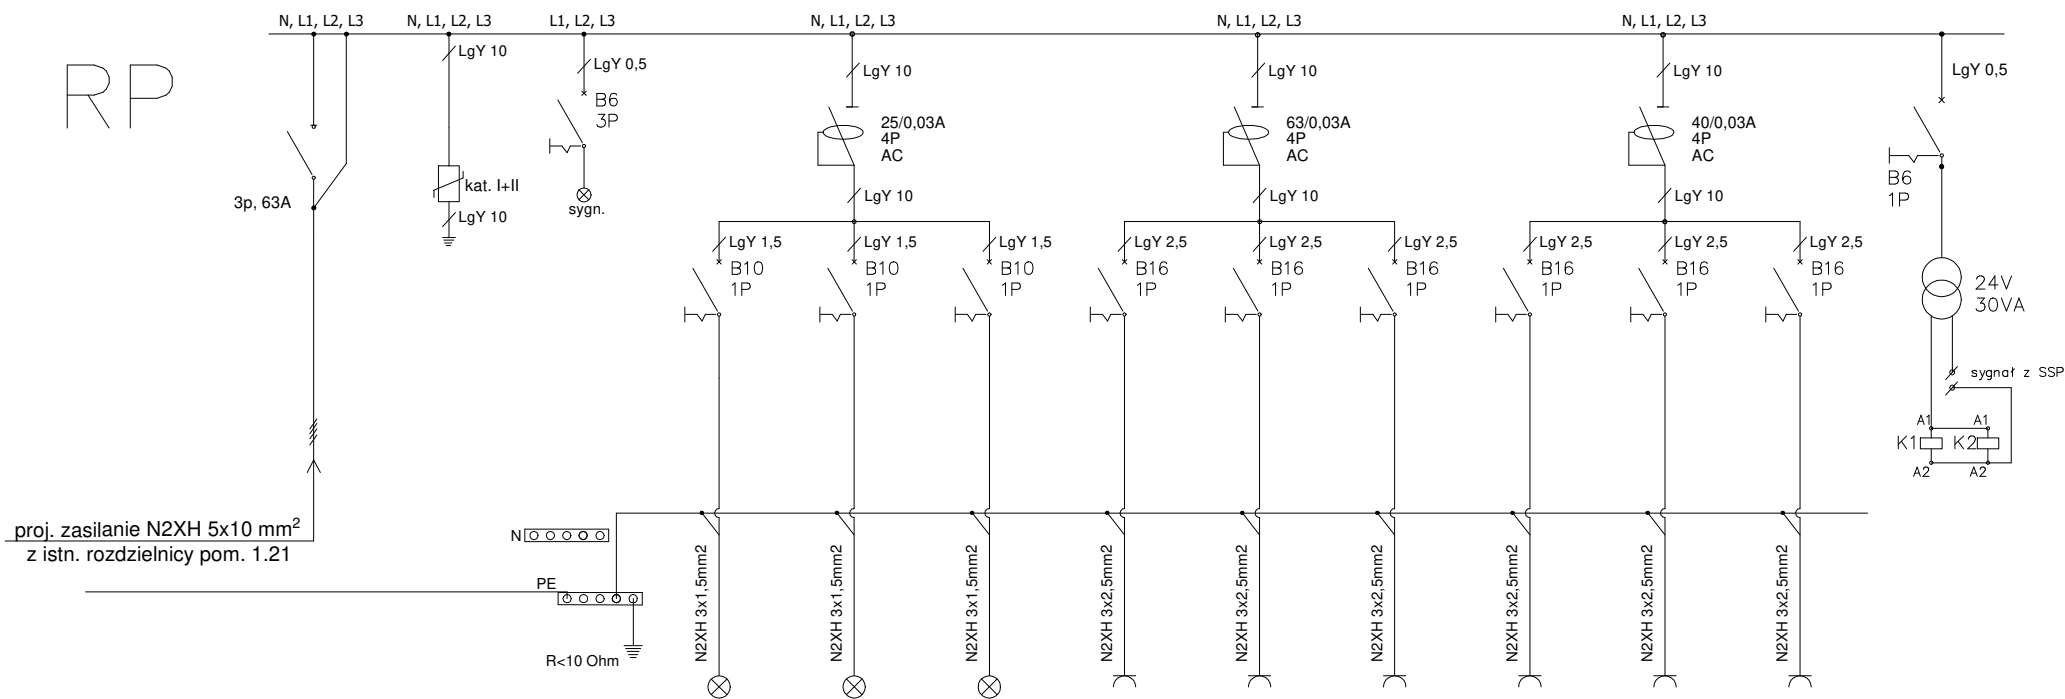 RP
N, L1, L2, L3
N, L1, L2, L3
L1, L2, L3
N, L1, L2, L3
N, L1, L2, L3
N, L1, L2, L3
LgY 10
LgY 0,5
LgY 10
LgY 10
LgY 10
LgY 0,5
B6
3P
25/0,03A
4P
AC
63/0,03A
4P
AC
40/0,03A
4P
AC
3p, 63A
kat. I+II
LgY 10
sygn.
LgY 10
LgY 10
LgY 10
B6
1P
LgY 1,5
LgY 1,5
LgY 1,5
LgY 2,5
LgY 2,5
LgY 2,5
LgY 2,5
LgY 2,5
LgY 2,5
B10
1P
B10
1P
B10
1P
B16
1P
B16
1P
B16
1P
B16
1P
B16
1P
B16
1P
24V
30VA
sygnał z SSP
A1
A1
K1
K2
A2
A2
proj. zasilanie N2XH 5x10 mm²
z istn. rozdzielnicy pom. 1.21
N
PE
R<10 Ohm
N2XH 3x1,5mm2
N2XH 3x1,5mm2
N2XH 3x1,5mm2
N2XH 3x2,5mm2
N2XH 3x2,5mm2
N2XH 3x2,5mm2
N2XH 3x2,5mm2
N2XH 3x2,5mm2
N2XH 3x2,5mm2